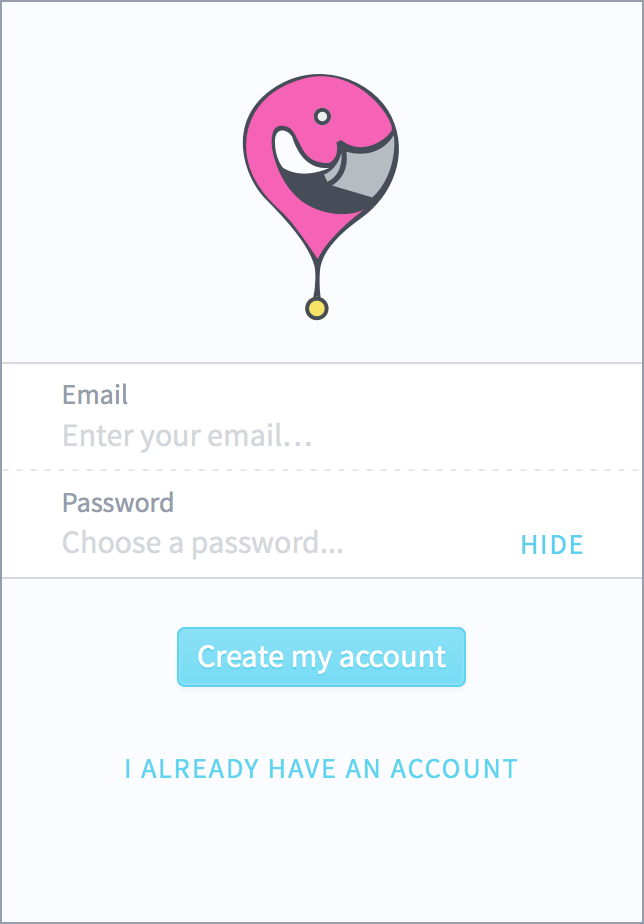 Email
Enter your email…
Password
Choose a password...
HIDE
Create my account
I ALREADY HAVE AN ACCOUNT